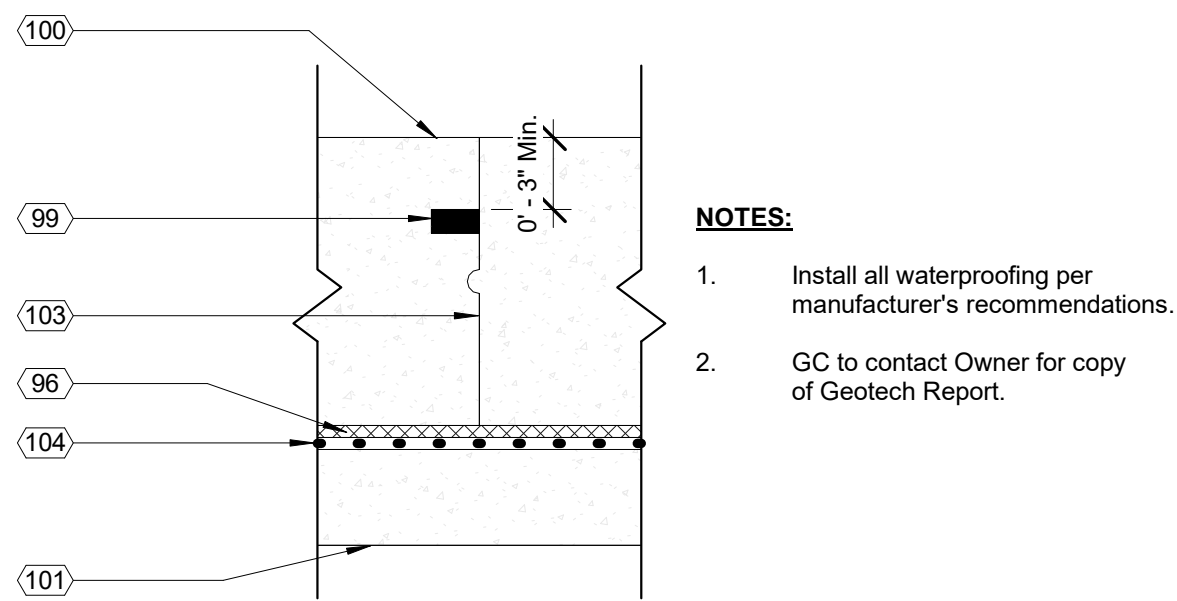 100
99
103
96
104
101
0' - 3" Min.
NOTES:
1. Install all waterproofing per
manufacturer's recommendations.
2. GC to contact Owner for copy
of Geotech Report.